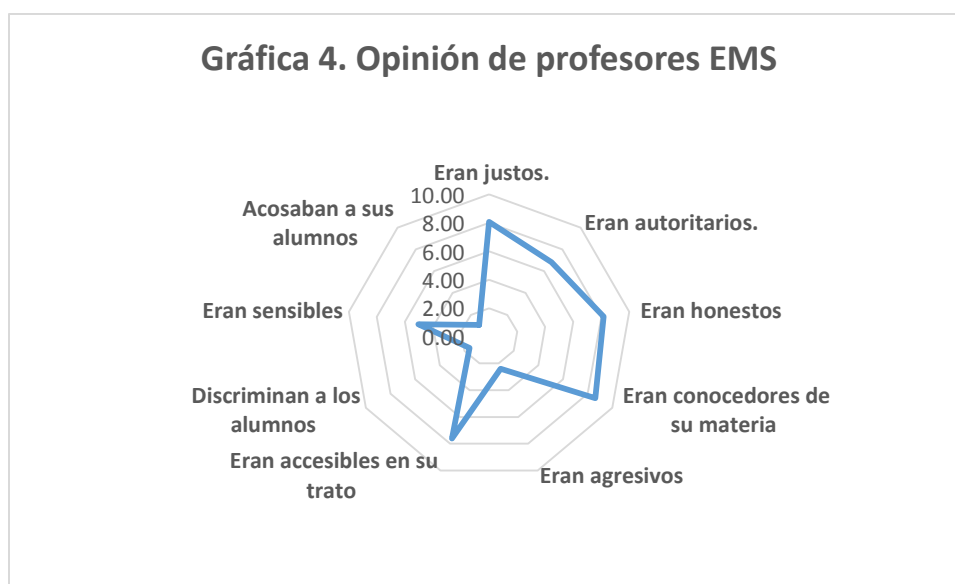 Gráfica 4. Opinión de profesores EMS
Eran justos.
10.00
8.00
6.00
4.00
2.00
0.00
Eran autoritarios.
Eran honestos
Eran conocedores de
su materia
Eran agresivos
Eran accesibles en su
trato
Discriminan a los
alumnos
Eran sensibles
Acosaban a sus
alumnos